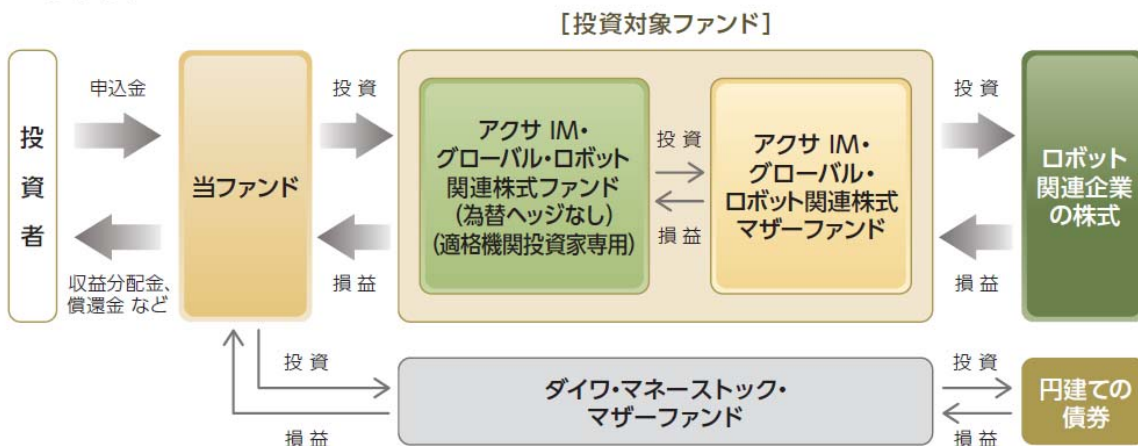 ［投資対象ファンド］
投資者
申込金
収益分配金、
償還金 など
当ファンド
投 資
損 益
アクサ IM・
グローバル・ロボット
関連株式ファンド
(為替ヘッジなし)
(適格機関投資家専用)
投 資
損 益
アクサ IM・
グローバル・
ロボット関連株式
マザーファンド
投 資
損 益
ロボット
関連企業
の株式
投 資
損 益
ダイワ・マネーストック・
マザーファンド
投 資
損 益
円建ての
債券